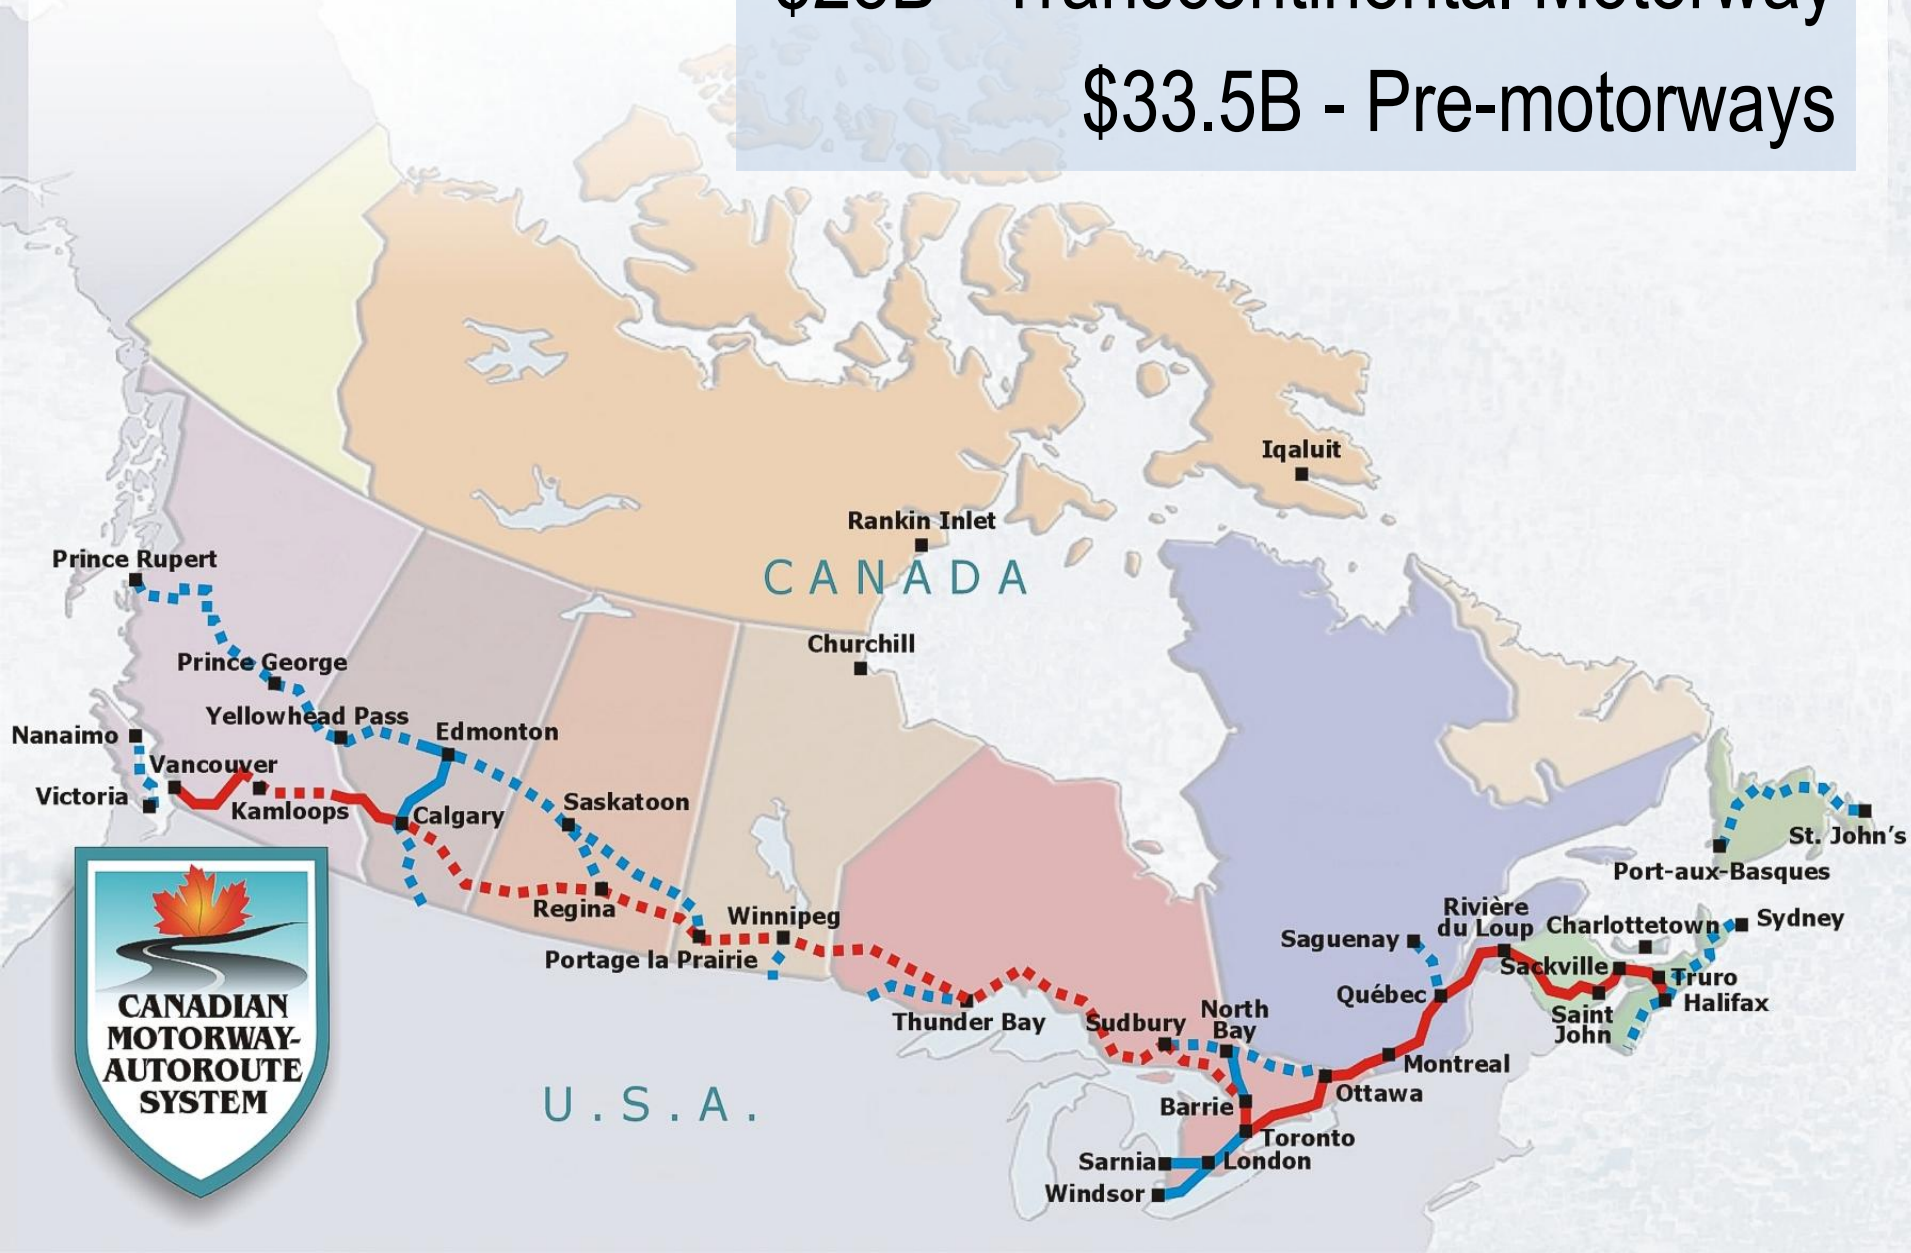 Transcontinental Motorway
$33.5B - Pre-motorways
Iqaluit
Rankin Inlet
CANADA
Prince Rupert
Churchill
Prince George
Yellowhead Pass
Edmonton
Nanaimo
Vancouver
Victoria
Kamloops
Calgary
Saskatoon
St. John's
Port-aux-Basques
Regina
Winnipeg
Portage la Prairie
Rivière
du Loup
Charlottetown
Sydney
Saguenay
Sackville
Truro
Québec
Halifax
Saint
John
Thunder Bay
Sudbury
North
Bay
Montreal
Ottawa
Barrie
Toronto
Sarnia
London
Windsor
U.S.A.
CANADIAN
MOTORWAY-
AUTOROUTE
SYSTEM